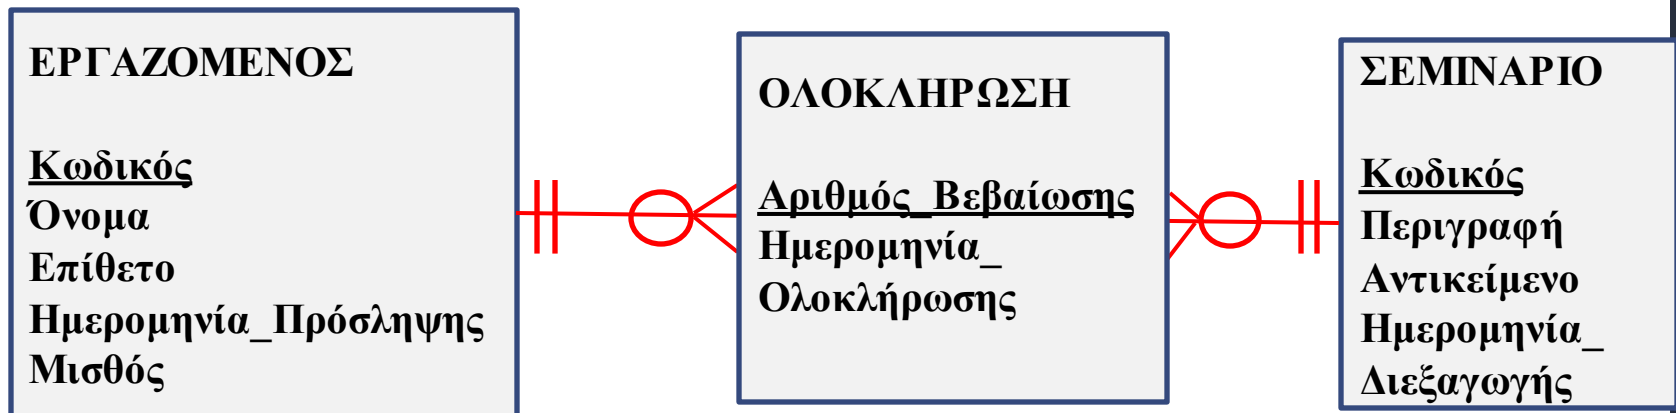 ΕΡΓΑΖΟΜΕΝΟΣ
Κωδικός
Όνομα
Επίθετο
Ημερομηνία_Πρόσληψης
Μισθός
ΟΛΟΚΛΗΡΩΣΗ
Αριθμός_Βεβαίωσης
Ημερομηνία_
Ολοκλήρωσης
ΣΕΜΙΝΑΡΙΟ
Κωδικός
Περιγραφή
Αντικείμενο
Ημερομηνία_
Διεξαγωγής